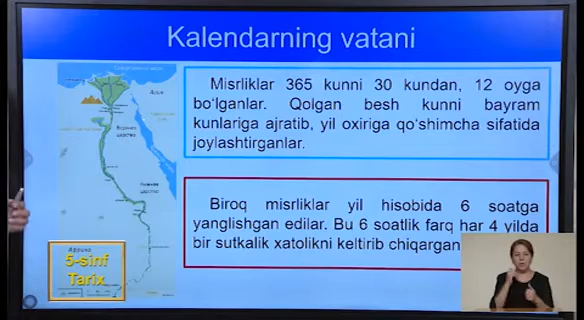 Kalendarning vatani
Misrliklar 365 kunni 30 kundan, 12 oyga
bo‘lganlar. Qolgan besh kunni bayram
kunlariga ajratib, yil oxiriga qo‘shimcha sifatida
joylashtirganlar.
Biroq misrliklar yil hisobida 6 soatga
yanglishgan edilar. Bu 6 soatlik farq har 4 yilda
bir sutkalik xatolikni keltirib chiqargan
5-sinf
Tarix